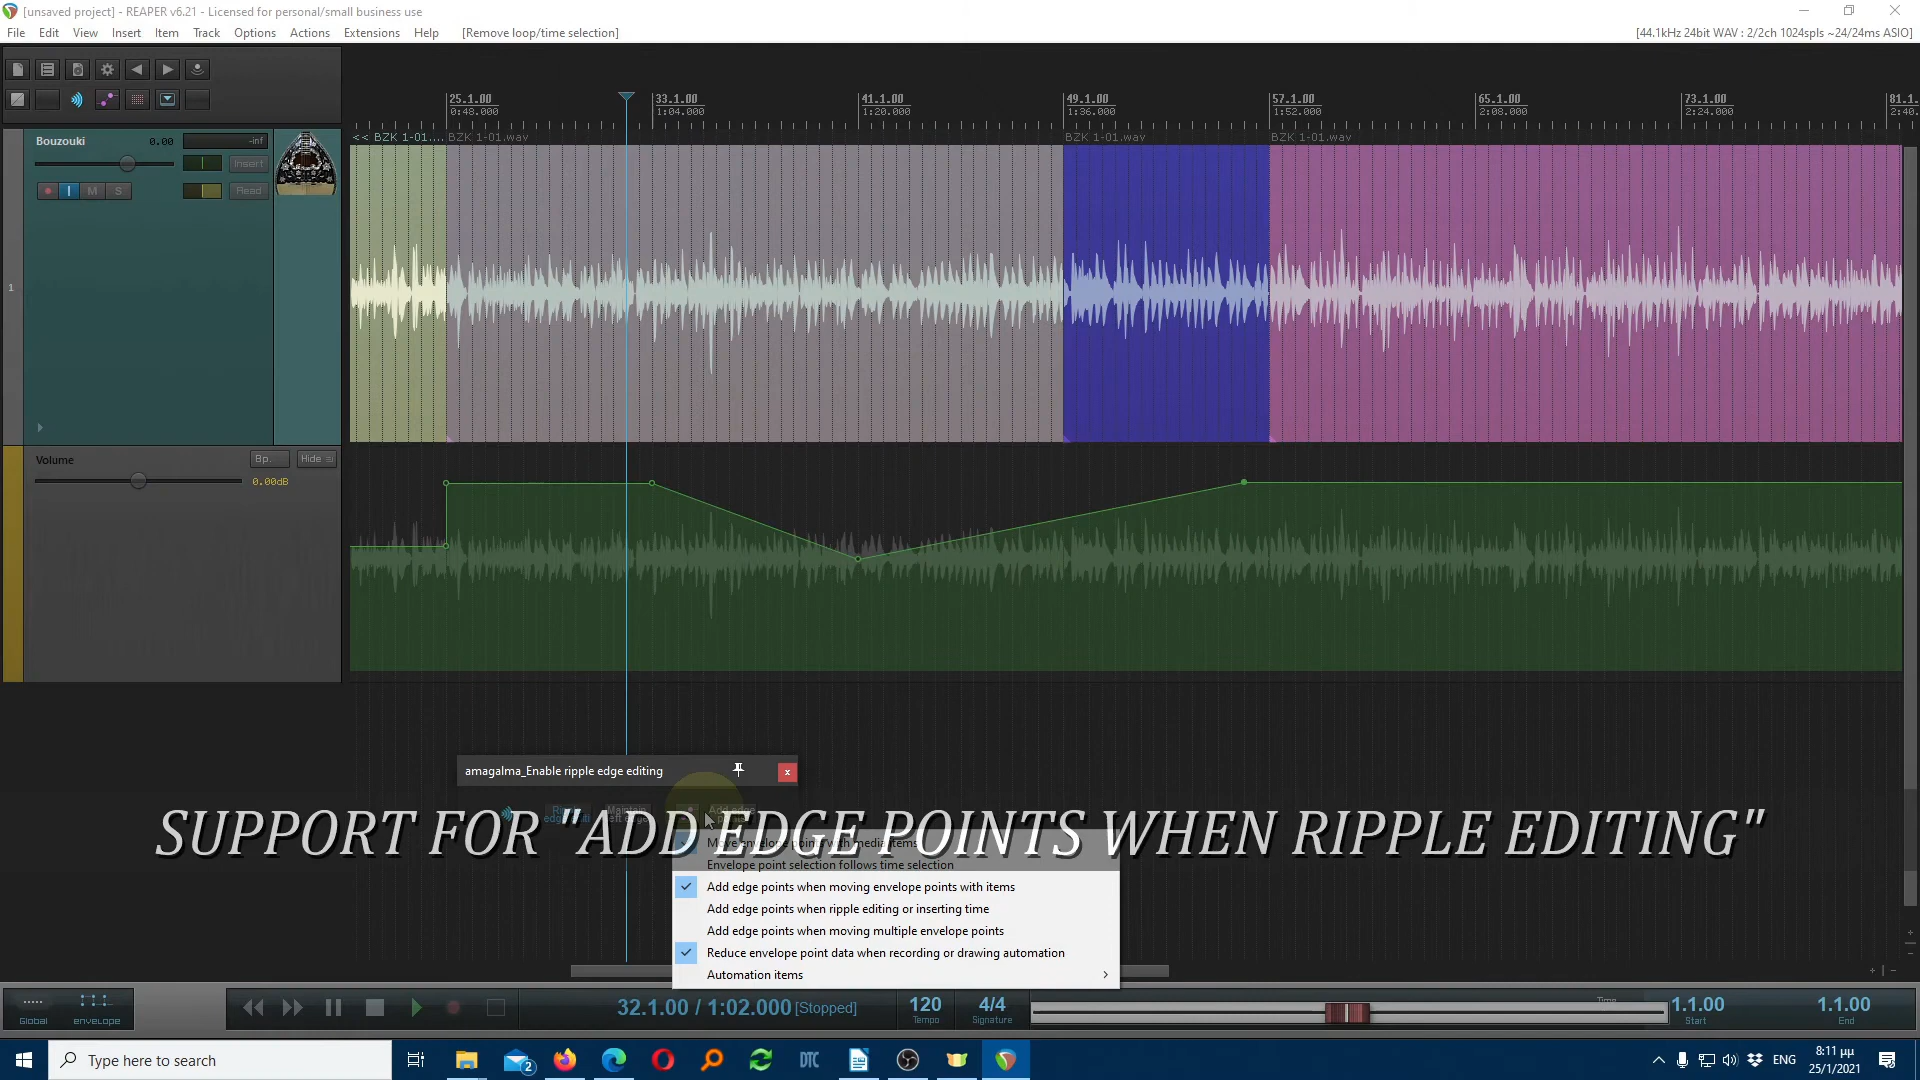 [unsaved project] - REAPER v6.21 - Licensed for personal/small business use
File Edit View Insert Item Track Options Actions Extensions Help [Remove loop/time selection]
[44.1kHz 24bit WAV : 2/2ch 1024spls ~24/24ms ASIO]
25.1.00 33.1.00 41.1.00 49.1.00 57.1.00 65.1.00 73.1.00 81.1.
0:48.000 1:04.000 1:20.000 1:36.000 1:52.000 2:08.000 2:24.000 2:40.
<< BZK 1-01.... BZK 1-01.wav BZK 1-01.wav BZK 1-01.wav
Bouzouki 0.00 -inf
Insert
I M S Read
1
Volume Bp. Hide
0.00dB
amagalma_Enable ripple edge editing x
SUPPORT FOR "ADD EDGE POINTS WHEN RIPPLE EDITING"
Move envelope points with media items
Envelope point selection follows time selection
Add edge points when moving envelope points with items
Add edge points when ripple editing or inserting time
Add edge points when moving multiple envelope points
Reduce envelope point data when recording or drawing automation
Automation items
Global envelope
32.1.00 / 1:02.000 [Stopped]
120 Tempo
4/4 Signature
Time
1.1.00 Start
1.1.00 End
Type here to search
2
DTC
ENG
8:11 μμ
25/1/2021